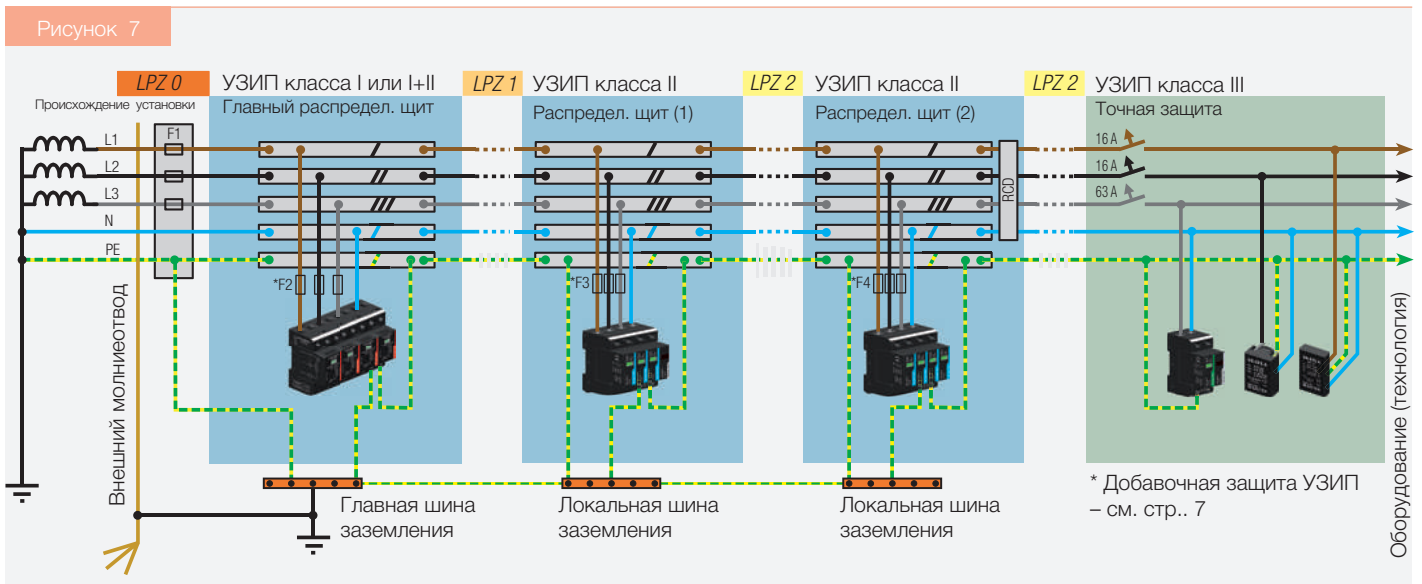 Рисунок 7
LPZ 0
УЗИП класса I или I+II
LPZ 1
УЗИП класса II
LPZ 2
УЗИП класса II
LPZ 2
УЗИП класса III
Происхождение установки
Главный распредел. щит
Распредел. щит (1)
Распредел. щит (2)
Точная защита
L1
F1
16 A
L2
16 A
L3
63 A
N
PE
RCD
*F2
*F3
*F4
Внешний молниеотвод
Оборудование (технология)
Главная шина
заземления
Локальная шина
заземления
Локальная шина
заземления
* Добавочная защита УЗИП
– см. стр.. 7